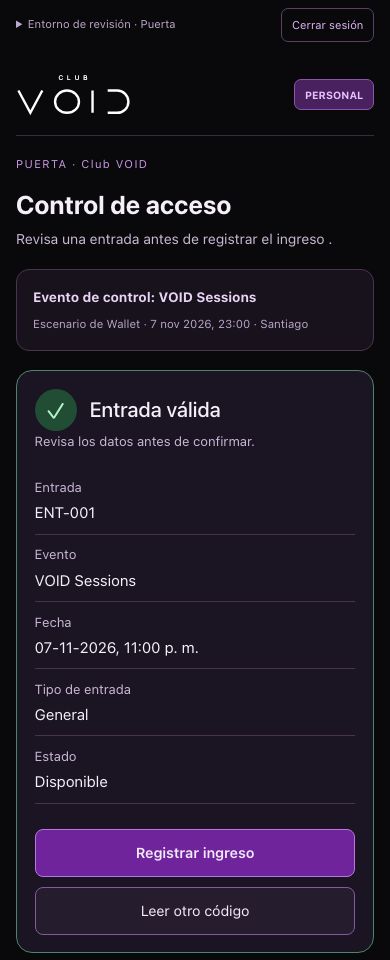 Entorno de revisión · Puerta
Cerrar sesión
CLUB
VOID
PERSONAL
PUERTA · Club VOID
Control de acceso
Revisa una entrada antes de registrar el ingreso .
Evento de control: VOID Sessions
Escenario de Wallet · 7 nov 2026, 23:00 · Santiago
Entrada válida
Revisa los datos antes de confirmar.
Entrada
ENT-001
Evento
VOID Sessions
Fecha
07-11-2026, 11:00 p. m.
Tipo de entrada
General
Estado
Disponible
Registrar ingreso
Leer otro código